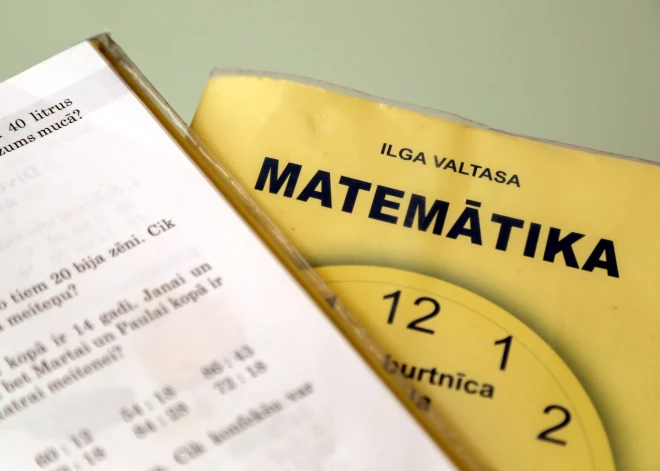 40 litrus
zums mucā?
tiem 20 bija zēni. Cik
meiteņu?
kopā ir 14 gadi. Janai un
bet Martai un Paulai kopā ir
meitenei?
60 : 12 54 : 18 86 : 43
84 : 28 72 : 18
Cik konfekšu var
ILGA VALTASA
MATEMĀTIKA
12
1
2
burtnīca